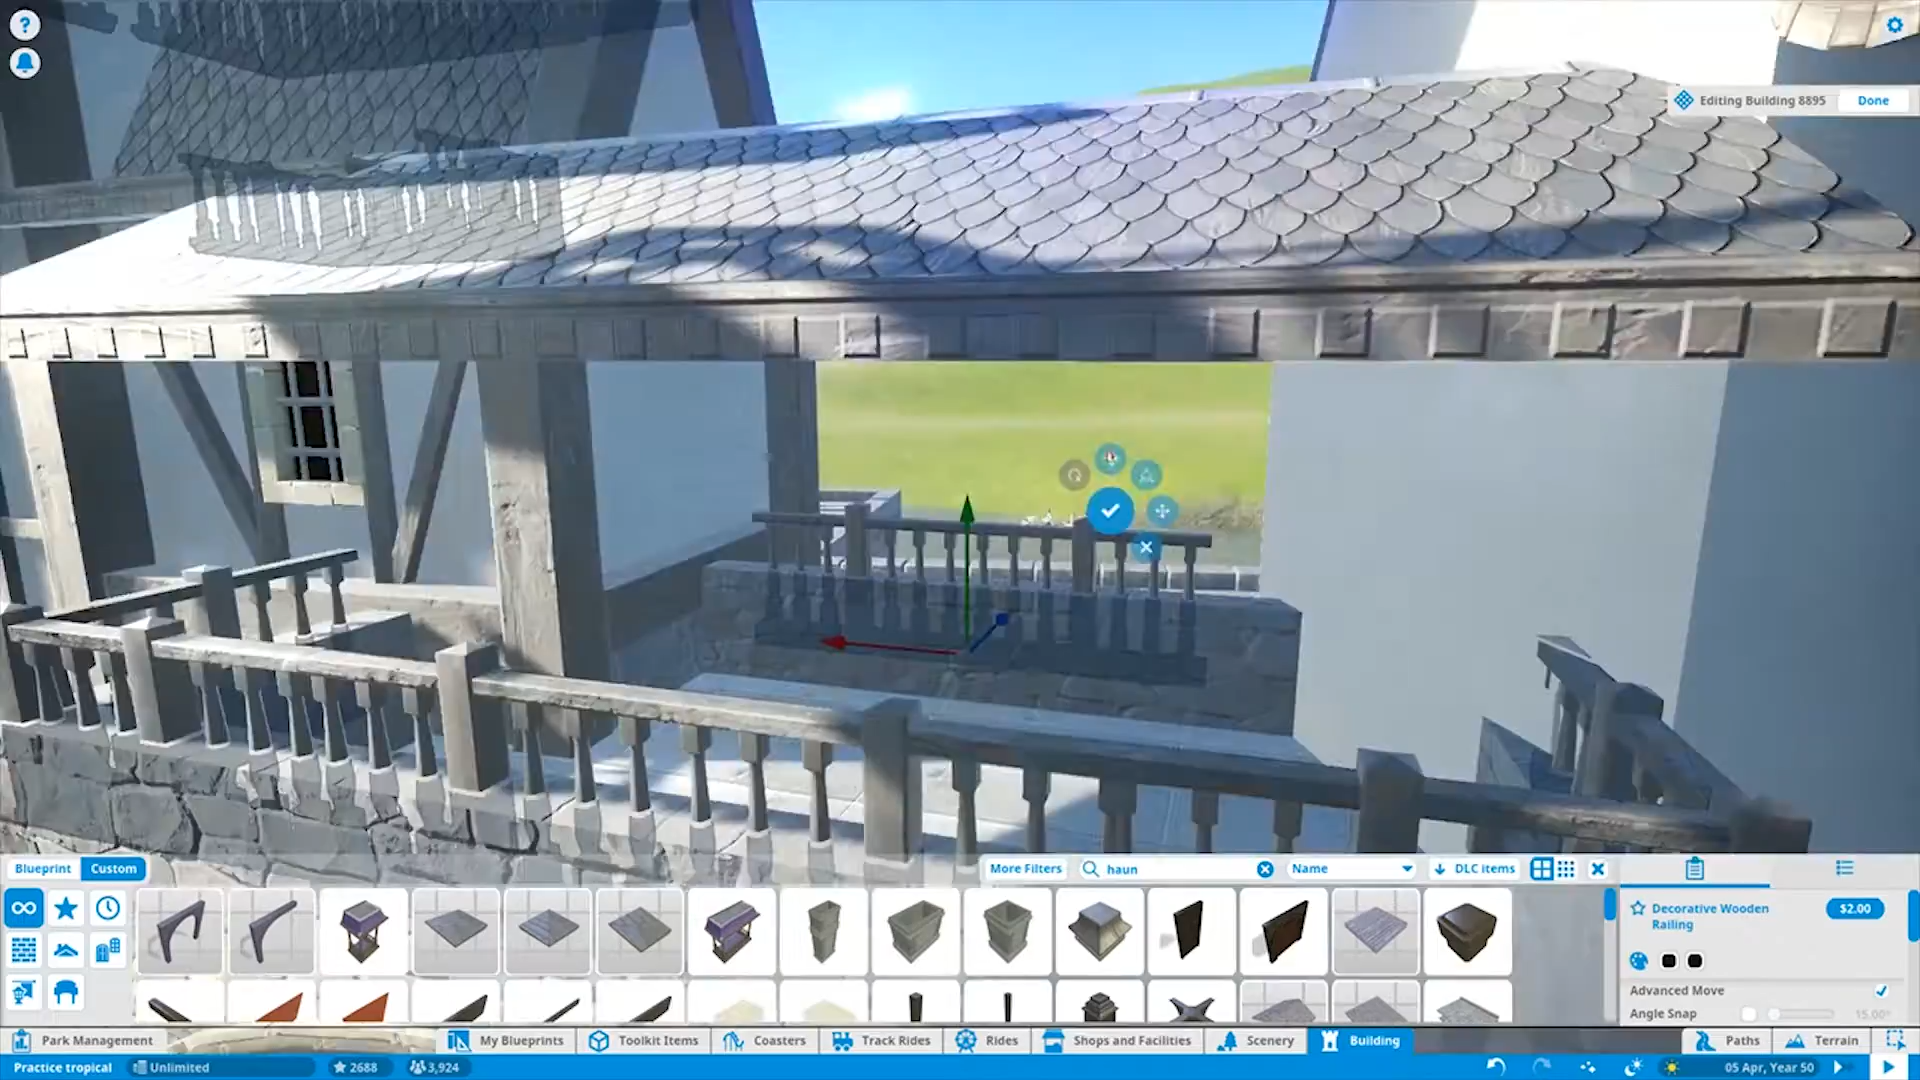 ?
Editing Building 8895
Done
Blueprint
Custom
More Filters
haun
Name
DLC items
Decorative Wooden
Railing
$2.00
Advanced Move
Angle Snap
15.00°
Park Management
My Blueprints
Toolkit Items
Coasters
Track Rides
Rides
Shops and Facilities
Scenery
Building
Paths
Terrain
Practice tropical
Unlimited
2688
3,924
05 Apr, Year 50